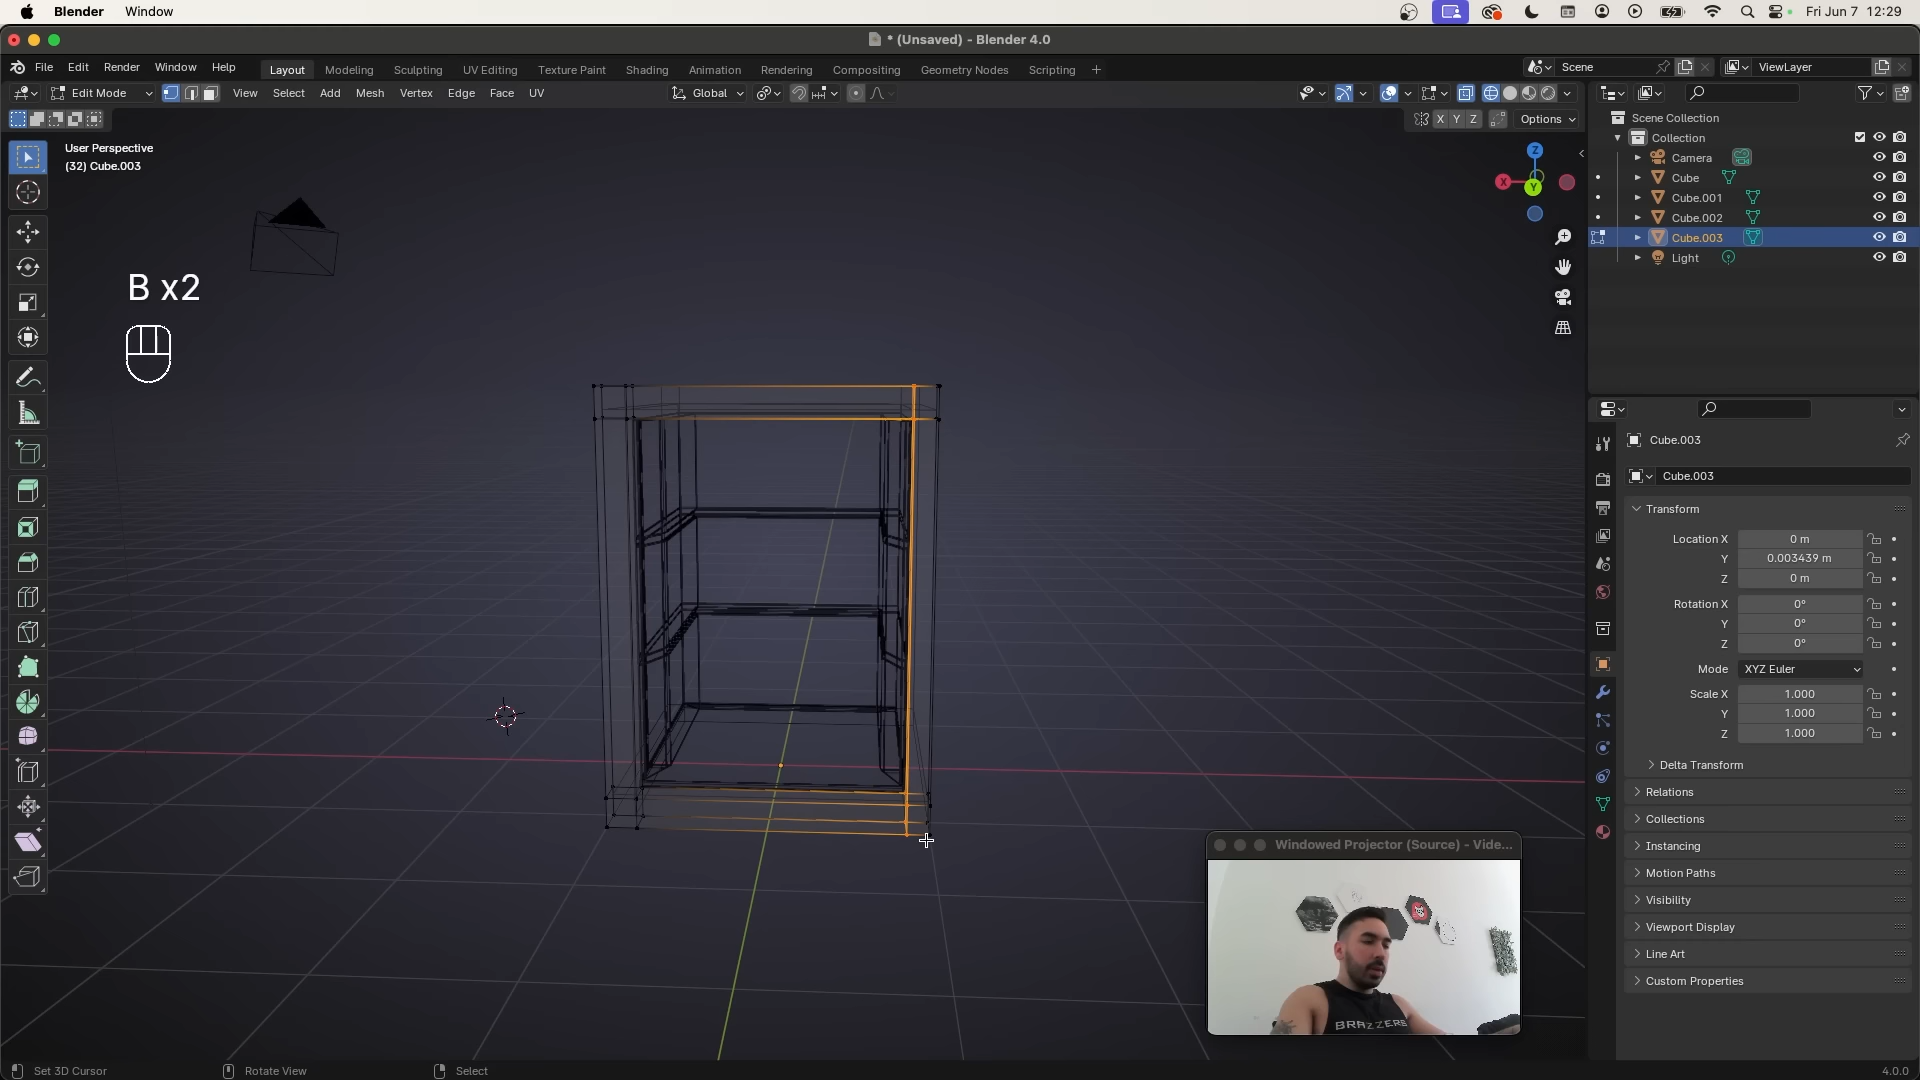 Blender Window Fri Jun 7 12:29
* (Unsaved) - Blender 4.0
File Edit Render Window Help Layout Modeling Sculpting UV Editing Texture Paint Shading Animation Rendering Compositing Geometry Nodes Scripting Scene ViewLayer
Edit Mode View Select Add Mesh Vertex Edge Face UV Global
X Y Z Options
User Perspective
(32) Cube.003
B x2
Z
X
Y
Scene Collection
Collection
Camera
Cube
Cube.001
Cube.002
Cube.003
Light
Cube.003
Cube.003
Transform
Location X 0 m
Y 0.003439 m
Z 0 m
Rotation X 0°
Y 0°
Z 0°
Mode XYZ Euler
Scale X 1.000
Y 1.000
Z 1.000
Delta Transform
Relations
Collections
Instancing
Motion Paths
Visibility
Viewport Display
Line Art
Custom Properties
Windowed Projector (Source) - Vide...
BRAZZERS
Set 3D Cursor Rotate View Select 4.0.0